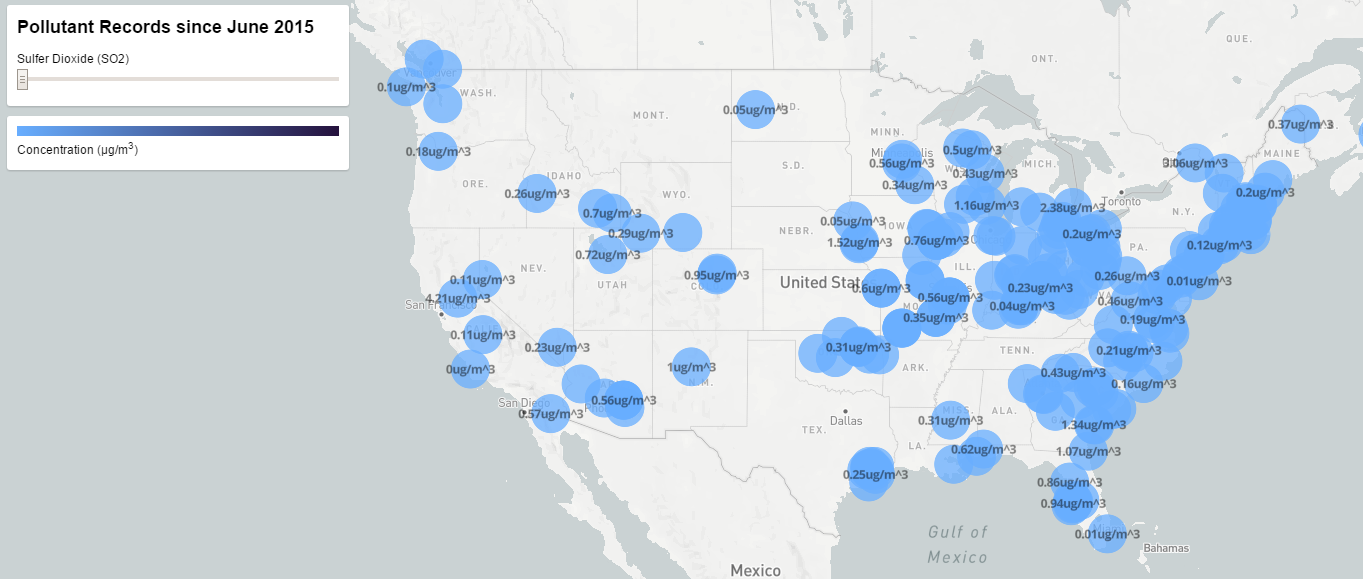 Pollutant Records since June 2015
Sulfer Dioxide (SO2)
Concentration (µg/m3)
QUE.
ONT.
Vancouver
0.1ug/m^3
WASH.
MONT.
0.05ug/m^3
N.D.
0.37ug/m^3
MAINE
MINN.
0.56ug/m^3
0.5ug/m^3
0.43ug/m^3
MICH.
3.06ug/m^3
0.18ug/m^3
ORE.
IDAHO
0.26ug/m^3
S.D.
0.34ug/m^3
WYO.
0.7ug/m^3
0.29ug/m^3
0.72ug/m^3
0.05ug/m^3
1.52ug/m^3
NEBR.
1.16ug/m^3
2.38ug/m^3
Toronto
N.Y.
0.2ug/m^3
0.76ug/m^3
0.2ug/m^3
PA.
0.12ug/m^3
NEV.
UTAH
0.11ug/m^3
4.21ug/m^3
0.95ug/m^3
United Stat
0.6ug/m^3
ILL.
MO
0.56ug/m^3
0.35ug/m^3
0.23ug/m^3
0.04ug/m^3
0.26ug/m^3
0.01ug/m^3
0.46ug/m^3
0.19ug/m^3
0.11ug/m^3
0ug/m^3
0.23ug/m^3
1ug/m^3
N.M.
0.31ug/m^3
ARK.
TENN.
0.21ug/m^3
0.43ug/m^3
0.16ug/m^3
San Diego
0.57ug/m^3
0.56ug/m^3
Dallas
TEX.
LA.
MISS.
0.31ug/m^3
ALA.
1.34ug/m^3
0.62ug/m^3
1.07ug/m^3
0.25ug/m^3
0.86ug/m^3
0.94ug/m^3
Miami
0.01ug/m^3
Gulf of
Mexico
Bahamas
Mexico